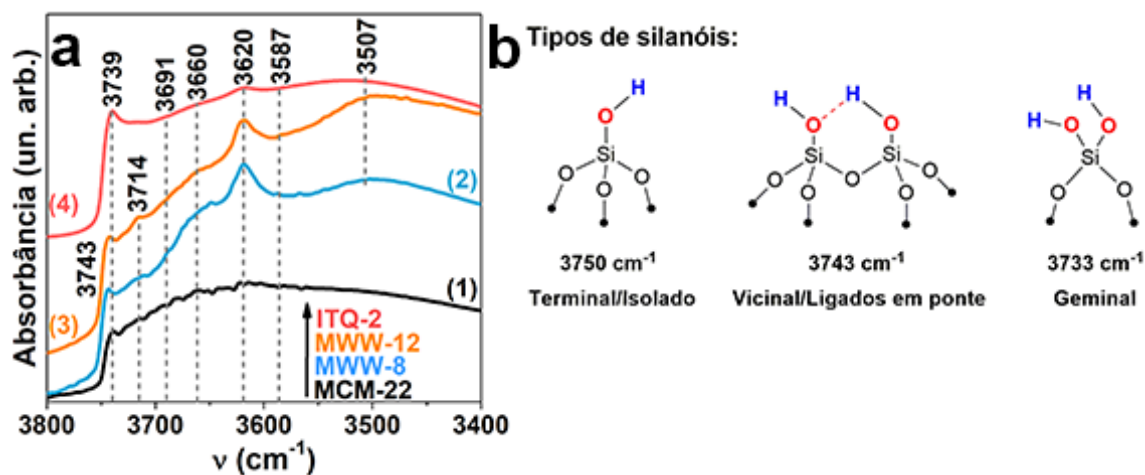 a
Absorbância (un. arb.)
3739
3691
3660
3620
3587
3507
3714
3743
(4)
(3)
(2)
(1)
ITQ-2
MWW-12
MWW-8
MCM-22
3800 3700 3600 3500 3400
ν (cm⁻¹)
b Tipos de silanóis:
H
O
Si
O O O
3750 cm⁻¹
Terminal/Isolado
H H
O O
Si Si
O O O O O
3743 cm⁻¹
Vicinal/Ligados em ponte
H H
O O
Si
O O
3733 cm⁻¹
Geminal